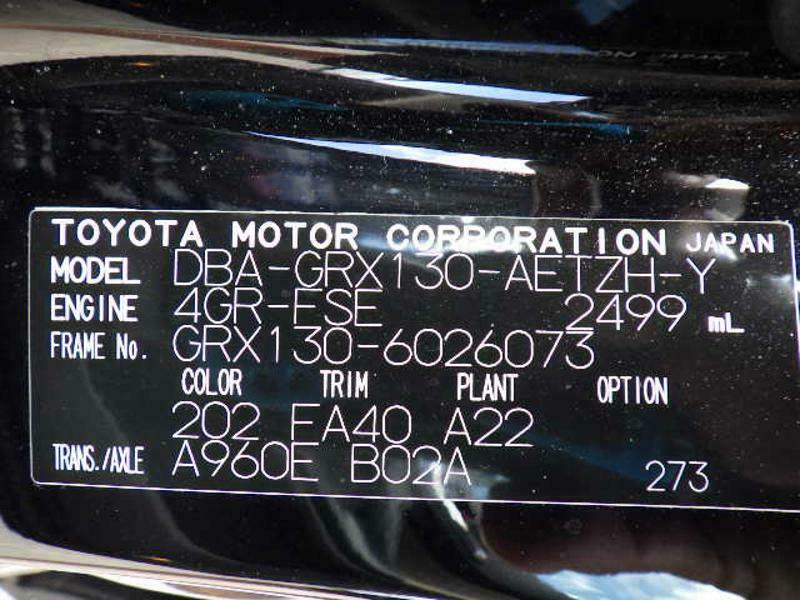 TOYOTA MOTOR CORPORATION JAPAN
MODEL DBA-GRX130-AETZH-Y
ENGINE 4GR-FSE 2499 mL
FRAME No. GRX130-6026073
COLOR TRIM PLANT OPTION
202 EA40 A22
TRANS./AXLE A960E B02A 273